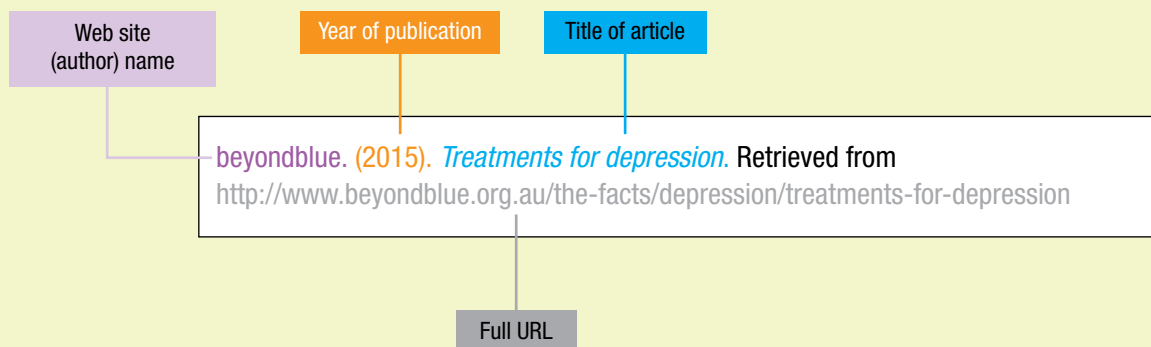 Web site
(author) name
Year of publication
Title of article
beyondblue. (2015). Treatments for depression. Retrieved from
http://www.beyondblue.org.au/the-facts/depression/treatments-for-depression
Full URL